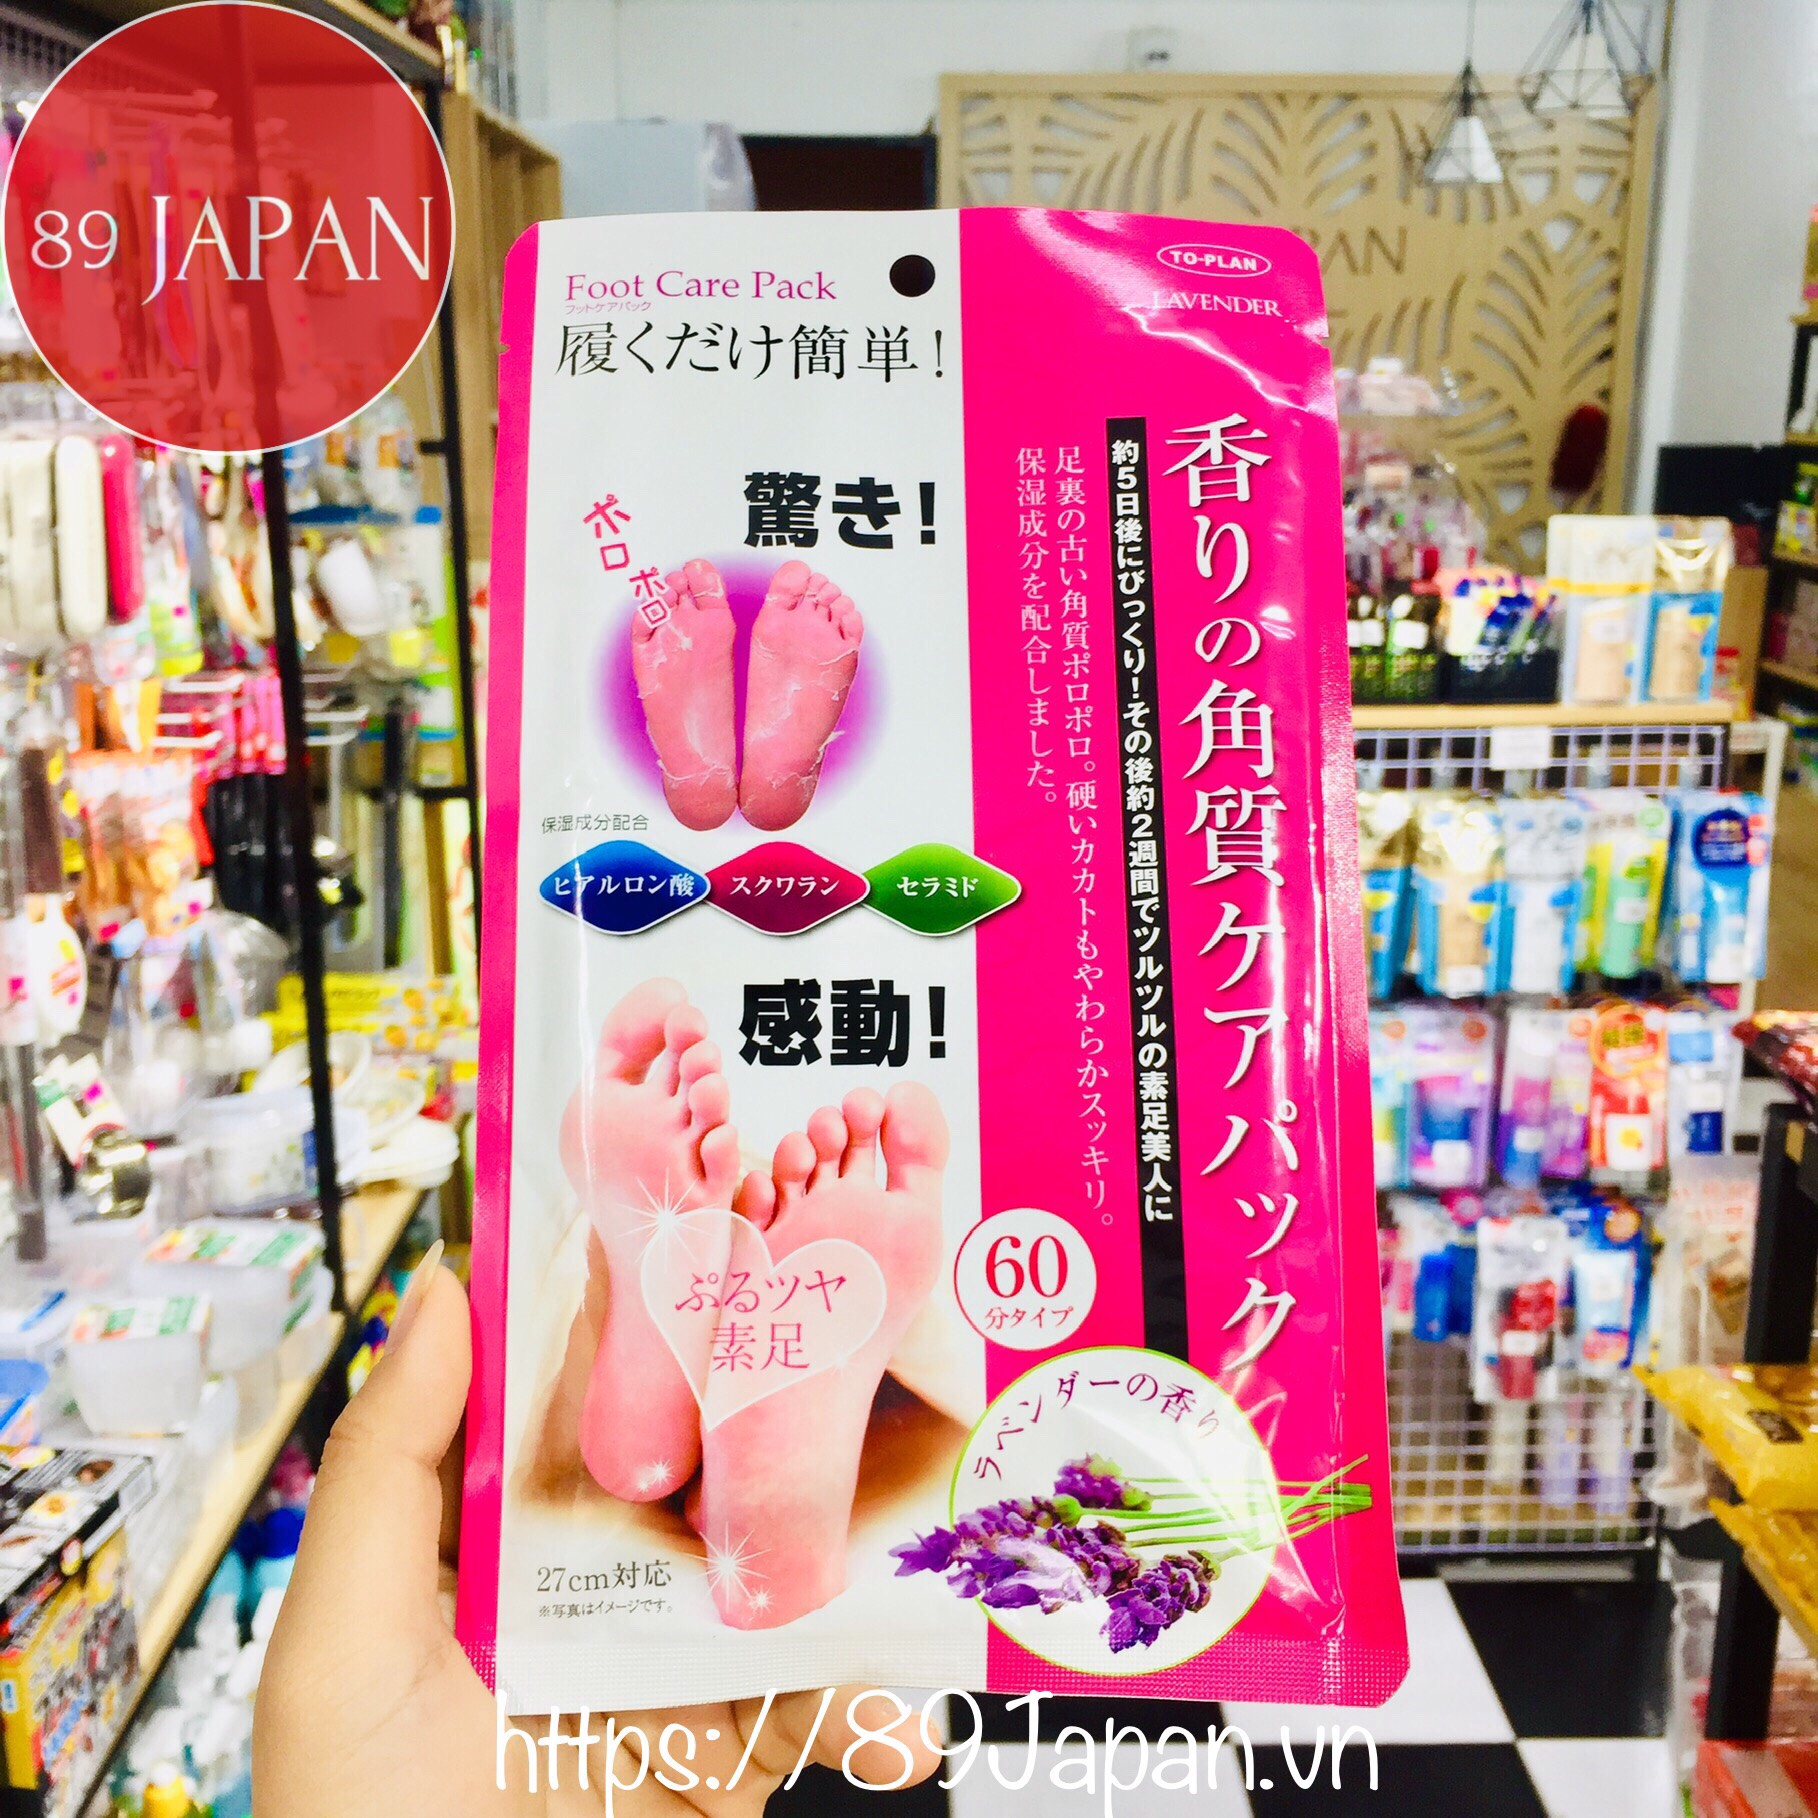 89 JAPAN
Foot Care Pack
フットケアパック
履くだけ簡単!
TO-PLAN
LAVENDER
香りの角質ケアパック
約5日後にびっくり!その後約2週間でツルツルの素足美人に
足裏の古い角質ポロポロ。硬いカカトもやわらかスッキリ。
保湿成分を配合しました。
驚き!
ポロポロ
保湿成分配合
ヒアルロン酸
スクワラン
セラミド
感動!
ぷるツヤ
素足
60
分タイプ
ラベンダーの香り
27cm対応
※写真はイメージです。
https://89Japan.vn